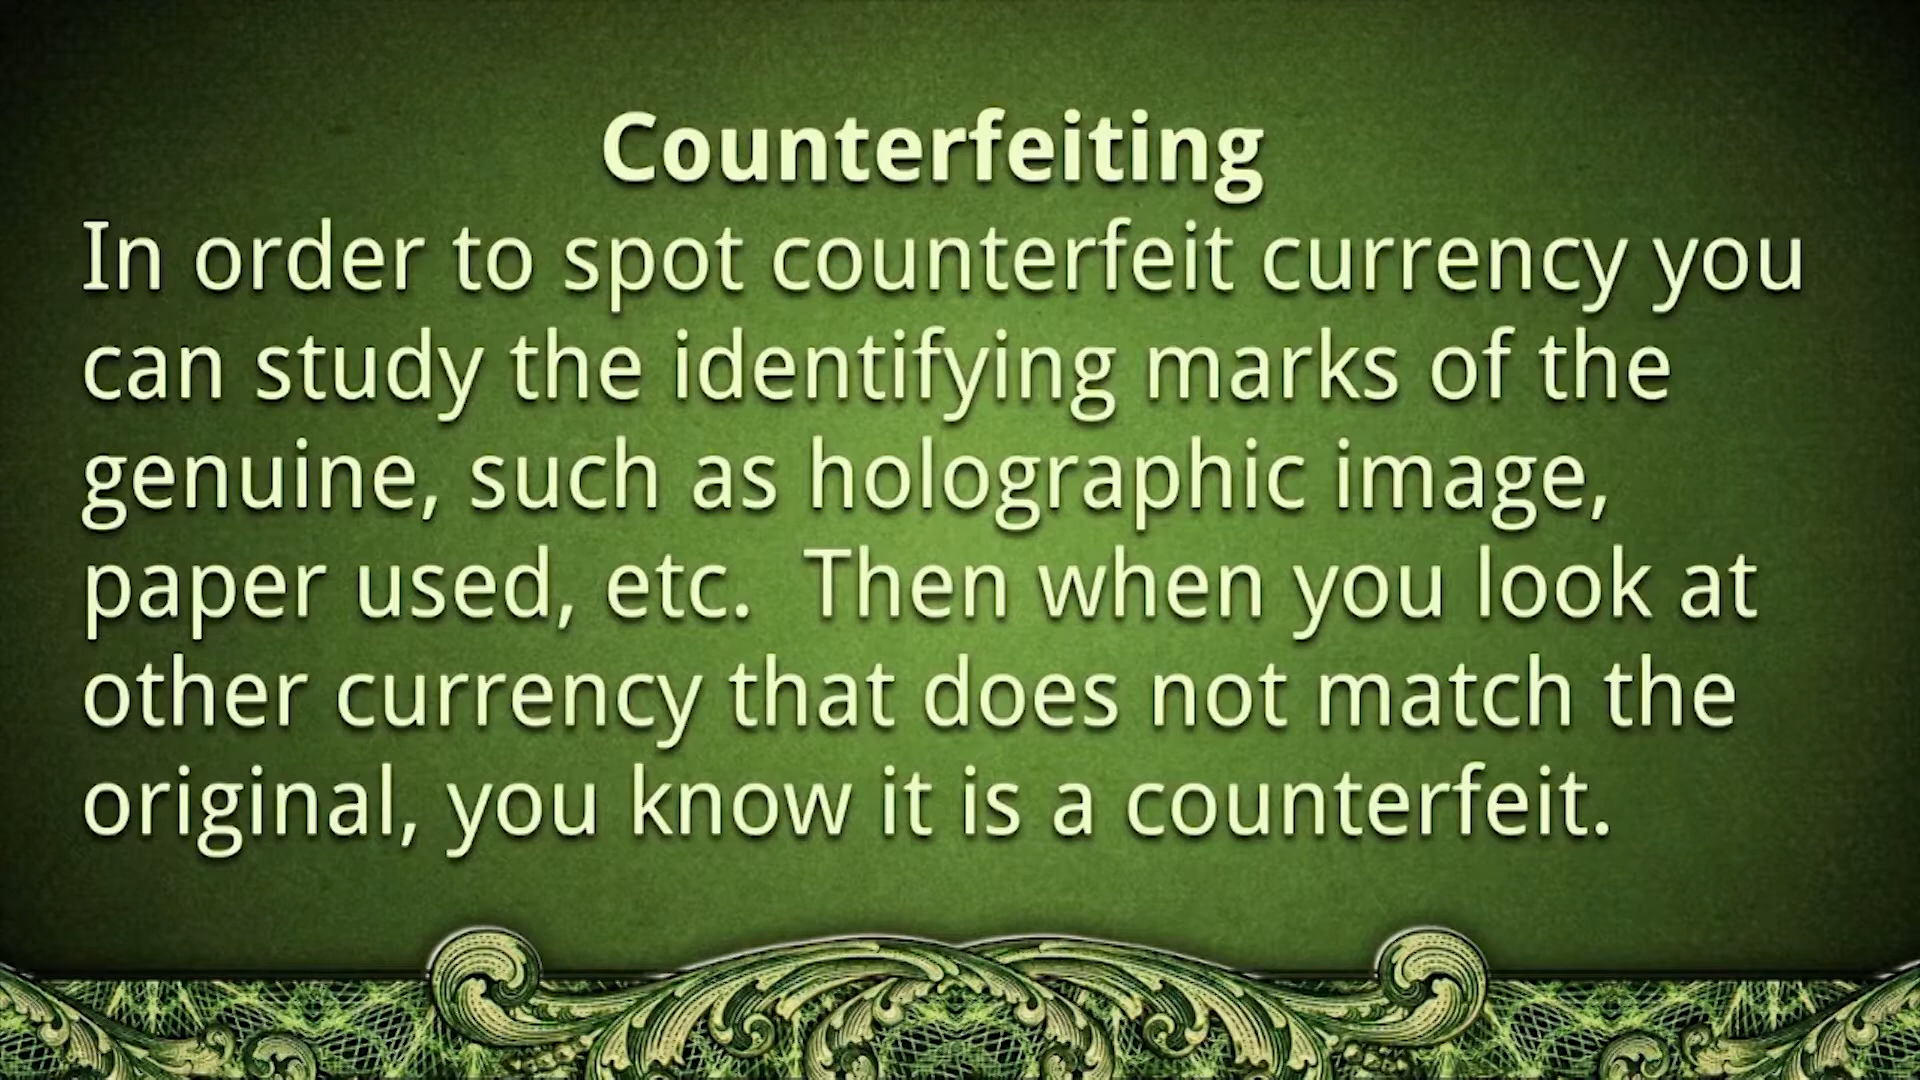 Counterfeiting
In order to spot counterfeit currency you
can study the identifying marks of the
genuine, such as holographic image,
paper used, etc.  Then when you look at
other currency that does not match the
original, you know it is a counterfeit.